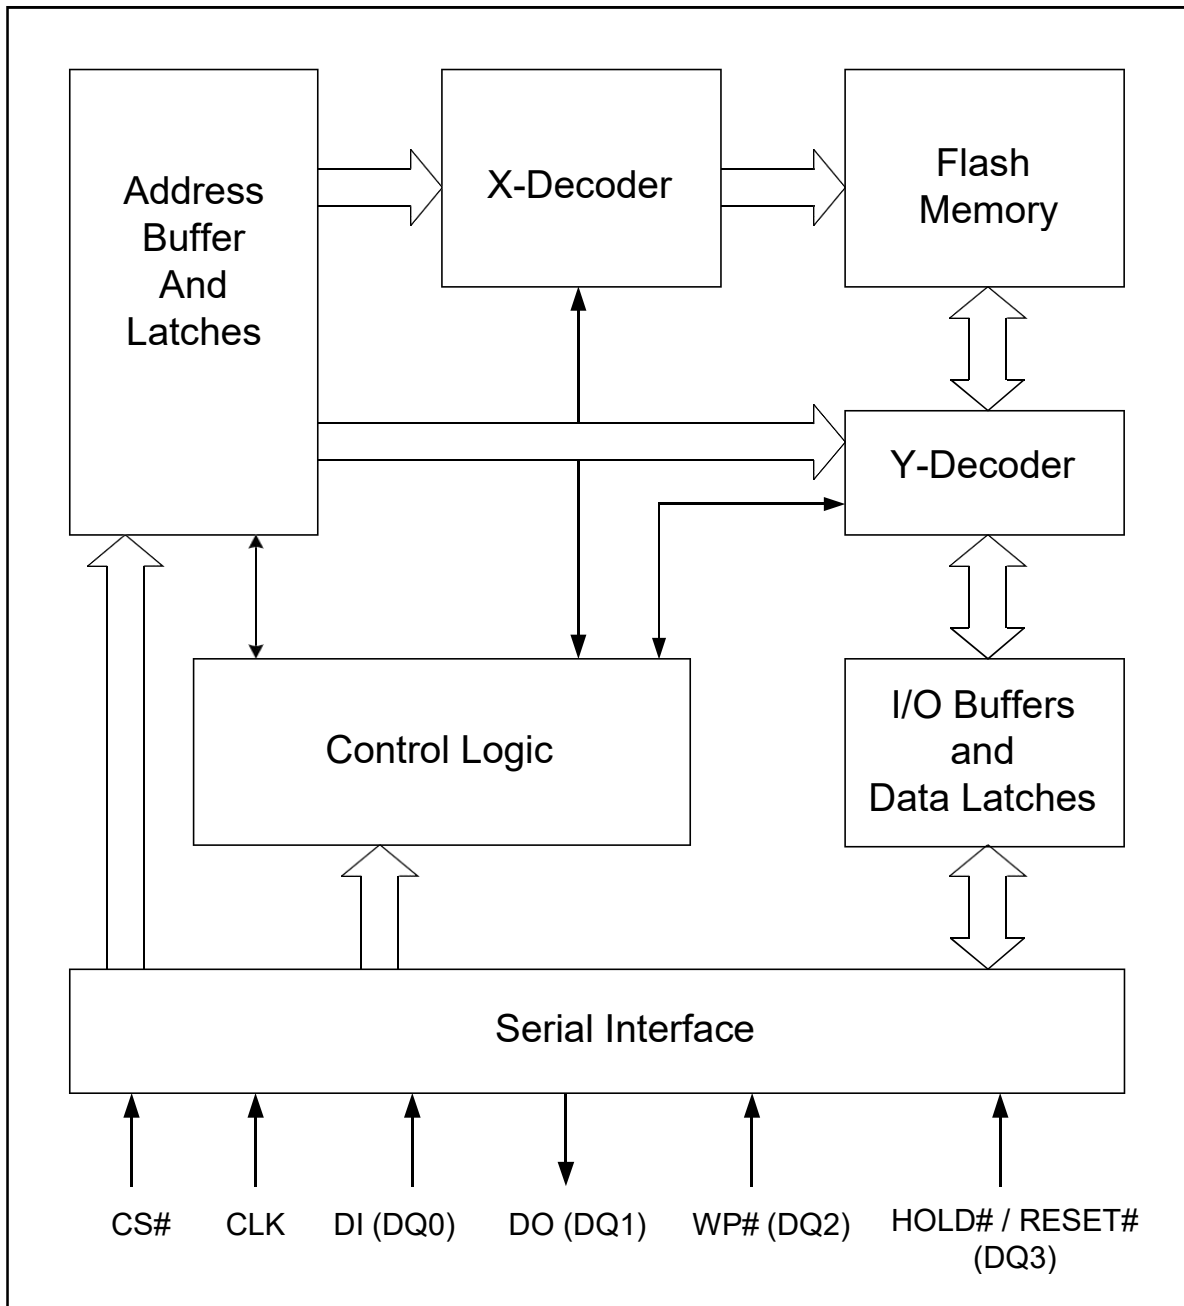 Address
Buffer
And
Latches
X-Decoder
Flash
Memory
Y-Decoder
Control Logic
I/O Buffers
and
Data Latches
Serial Interface
CS#
CLK
DI (DQ0)
DO (DQ1)
WP# (DQ2)
HOLD# / RESET#
(DQ3)